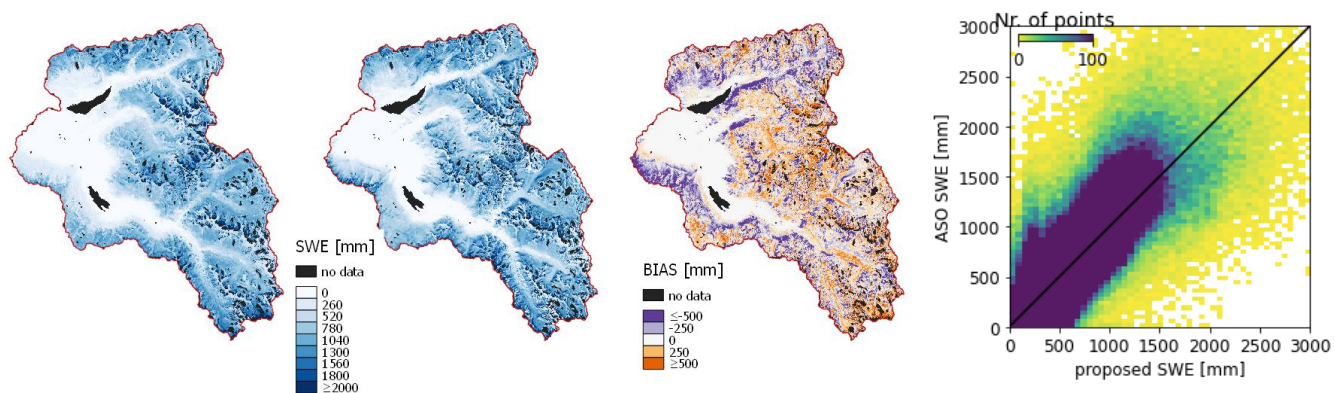 SWE [mm]
no data
0
260
520
780
1040
1300
1560
1800
≥2000
BIAS [mm]
no data
≤-500
-250
0
250
≥500
Nr. of points
0 100
3000
2500
2000
1500
1000
500
0
ASO SWE [mm]
0 500 1000 1500 2000 2500 3000
proposed SWE [mm]